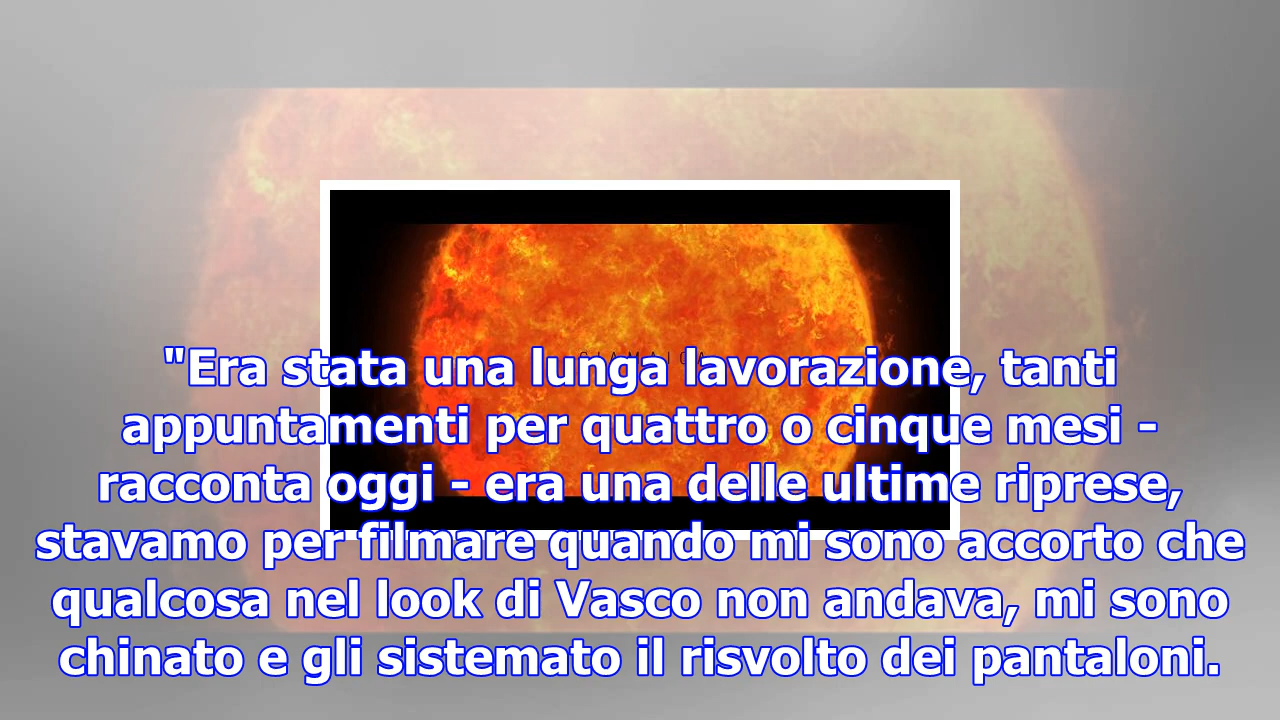 GIAMAICA
"Era stata una lunga lavorazione, tanti
appuntamenti per quattro o cinque mesi -
racconta oggi - era una delle ultime riprese,
stavamo per filmare quando mi sono accorto che
qualcosa nel look di Vasco non andava, mi sono
chinato e gli sistemato il risvolto dei pantaloni.